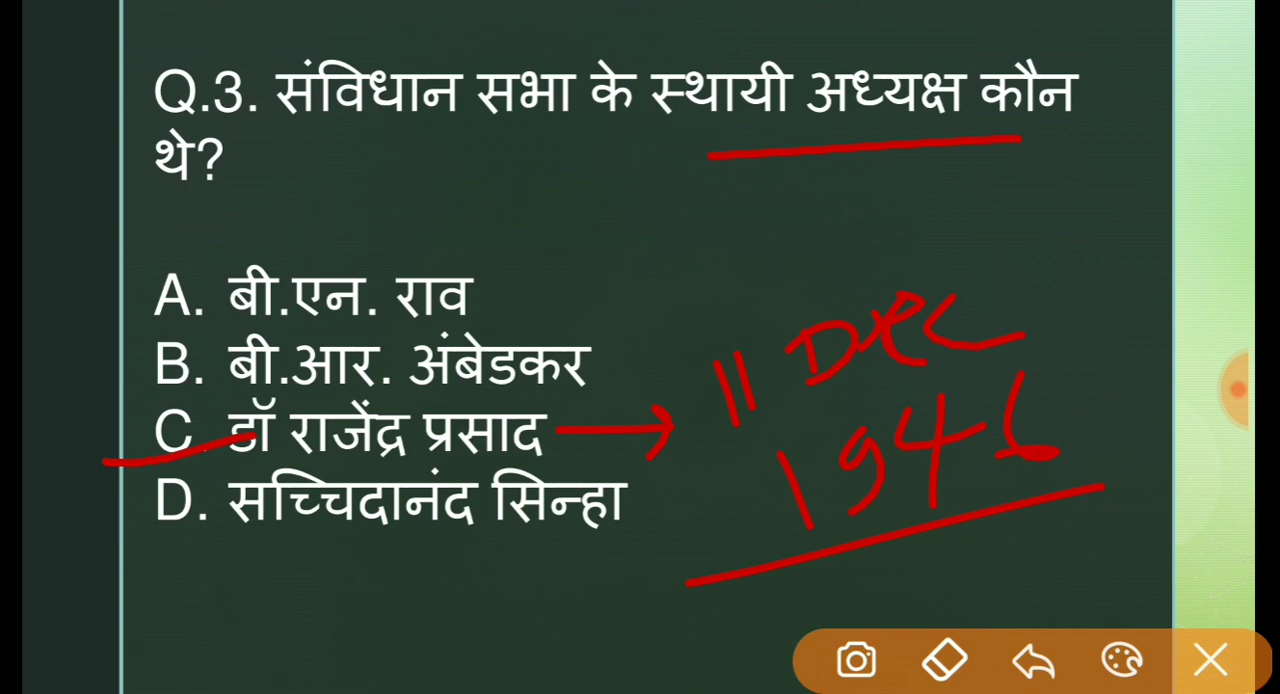 Q.3. संविधान सभा के स्थायी अध्यक्ष कौन
थे?
A. बी.एन. राव
B. बी.आर. अंबेडकर
C. डॉ राजेंद्र प्रसाद → 11 Dec
1946
D. सच्चिदानंद सिन्हा